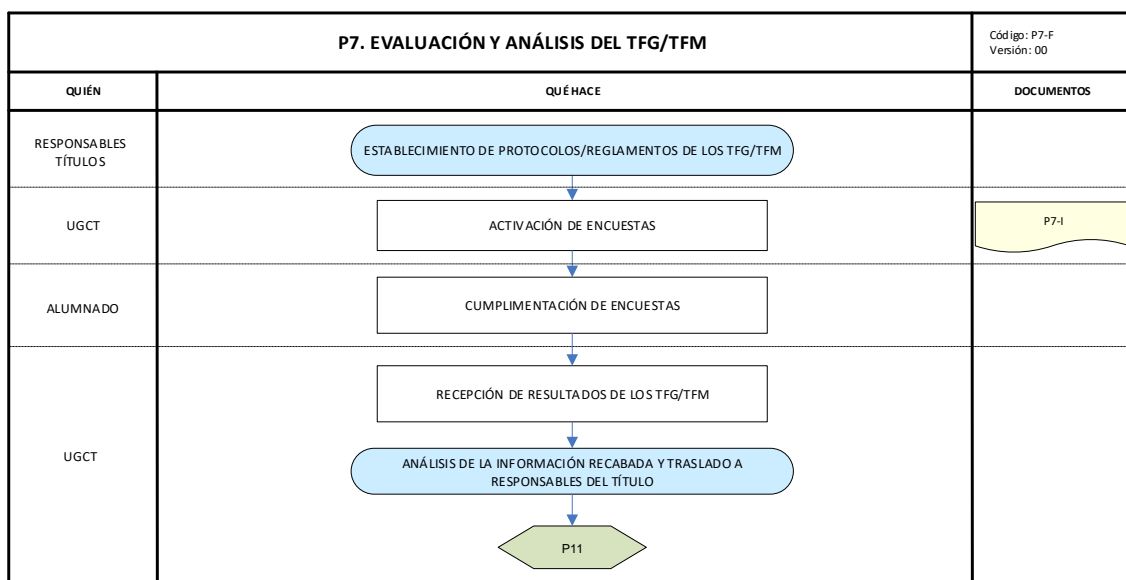 P7. EVALUACIÓN Y ANÁLISIS DEL TFG/TFM
Código: P7-F
Versión: 00
QUIÉN
QUÉ HACE
DOCUMENTOS
RESPONSABLES
TÍTULOS
ESTABLECIMIENTO DE PROTOCOLOS/REGLAMENTOS DE LOS TFG/TFM
UGCT
ACTIVACIÓN DE ENCUESTAS
P7-I
ALUMNADO
CUMPLIMENTACIÓN DE ENCUESTAS
RECEPCIÓN DE RESULTADOS DE LOS TFG/TFM
UGCT
ANÁLISIS DE LA INFORMACIÓN RECABADA Y TRASLADO A
RESPONSABLES DEL TÍTULO
P11